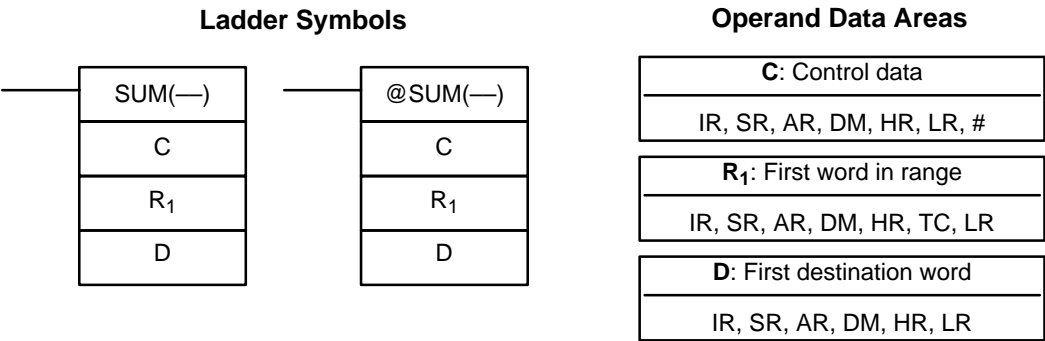 Ladder Symbols
SUM(––)
C
R1
D
@SUM(––)
C
R1
D
Operand Data Areas
C: Control data
IR, SR, AR, DM, HR, LR, #
R1: First word in range
IR, SR, AR, DM, HR, TC, LR
D: First destination word
IR, SR, AR, DM, HR, LR